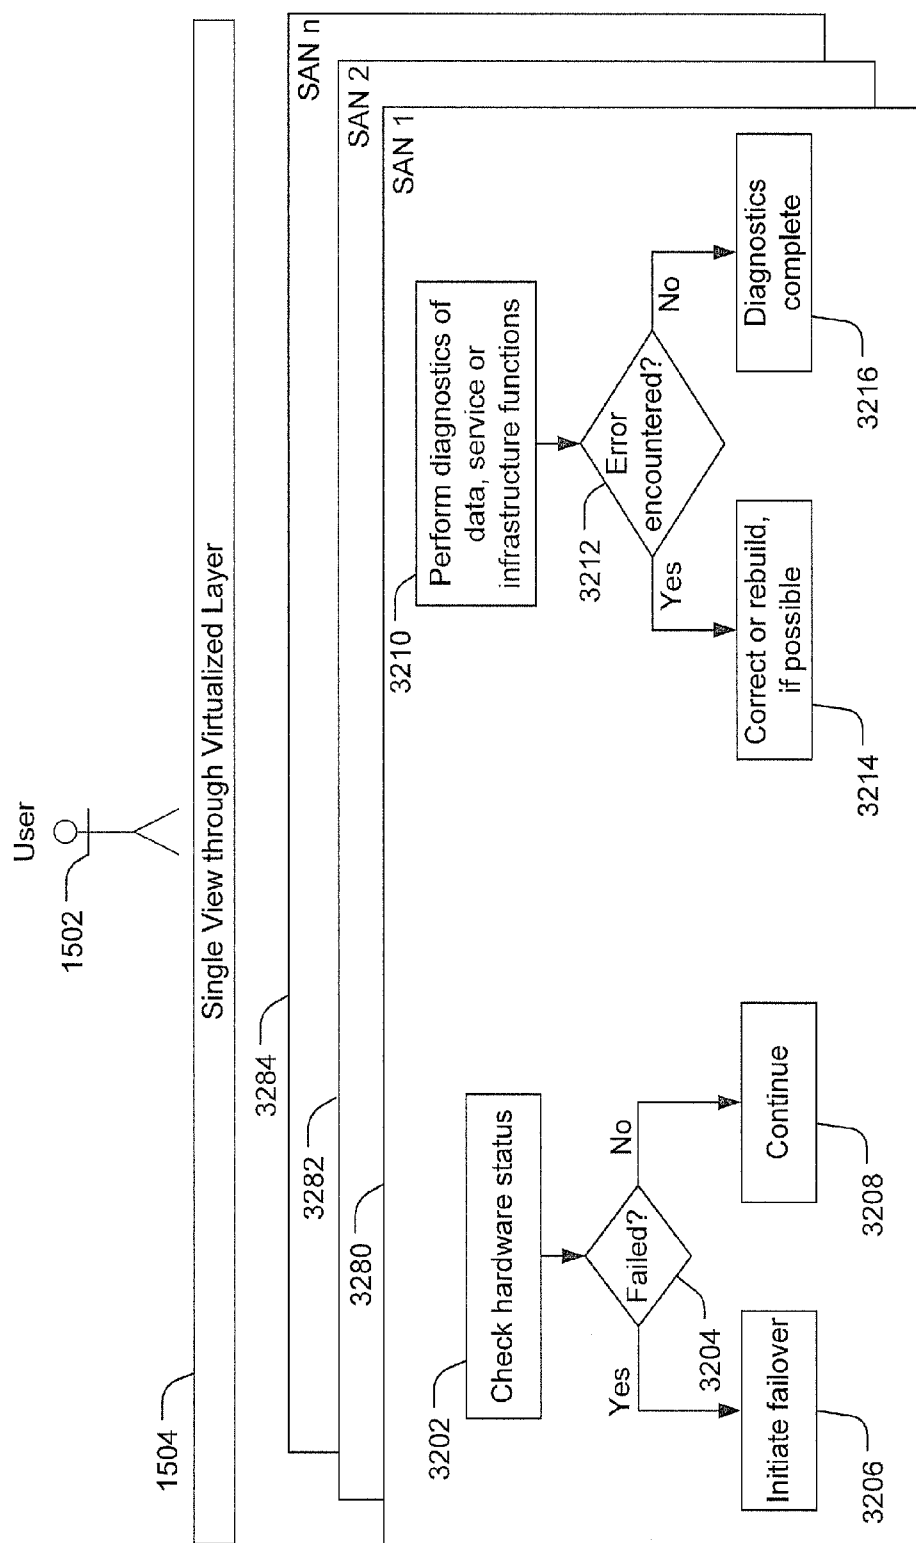 User
1502
1504
Single View through Virtualized Layer
3284
SAN n
3282
SAN 2
3280
SAN 1
3202
Check hardware status
Failed?
3204
Yes
No
Initiate failover
3206
Continue
3208
3210
Perform diagnostics of
data, service or
infrastructure functions
3212
Error
encountered?
Yes
No
Correct or rebuild,
if possible
3214
Diagnostics
complete
3216